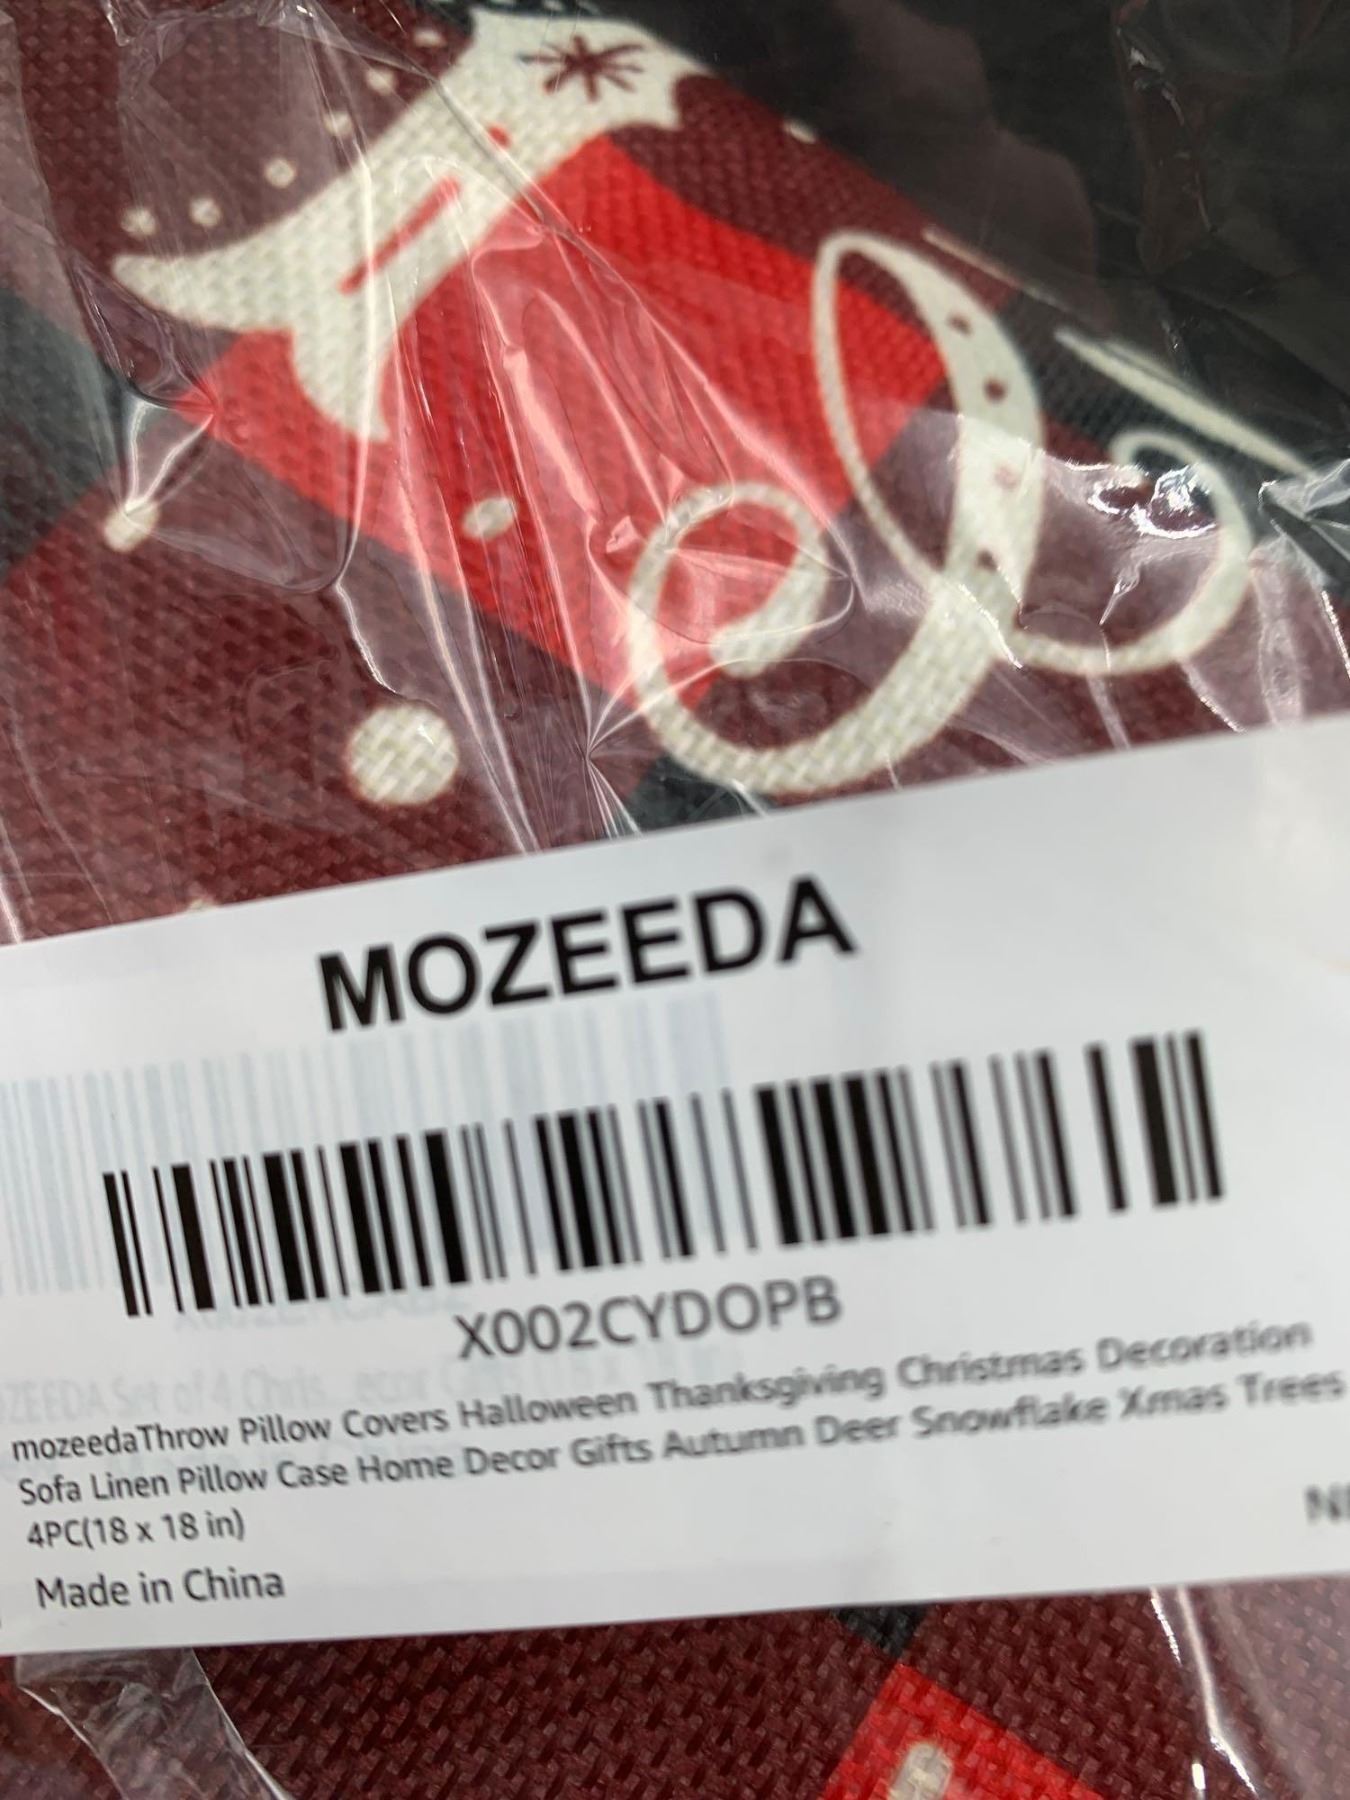 MOZEEDA
X002CYDOPB
mozeedaThrow Pillow Covers Halloween Thanksgiving Christmas Decoration
Sofa Linen Pillow Case Home Decor Gifts Autumn Deer Snowflake Xmas Trees
4PC(18 x 18 in)
Made in China